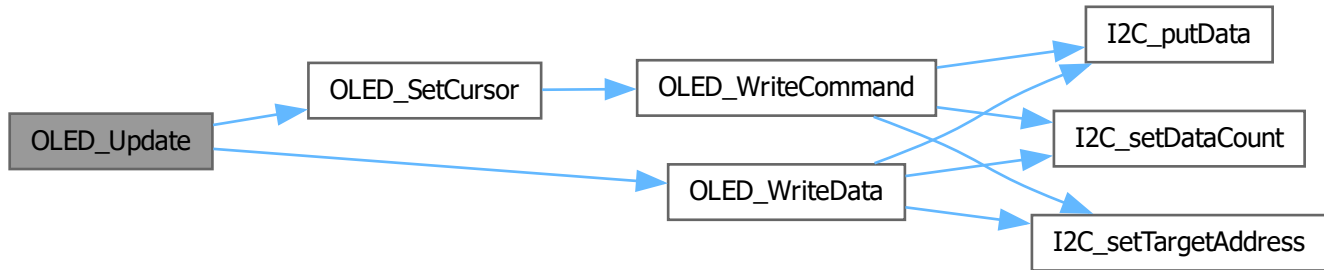 OLED_Update
OLED_SetCursor
OLED_WriteCommand
OLED_WriteData
I2C_putData
I2C_setDataCount
I2C_setTargetAddress